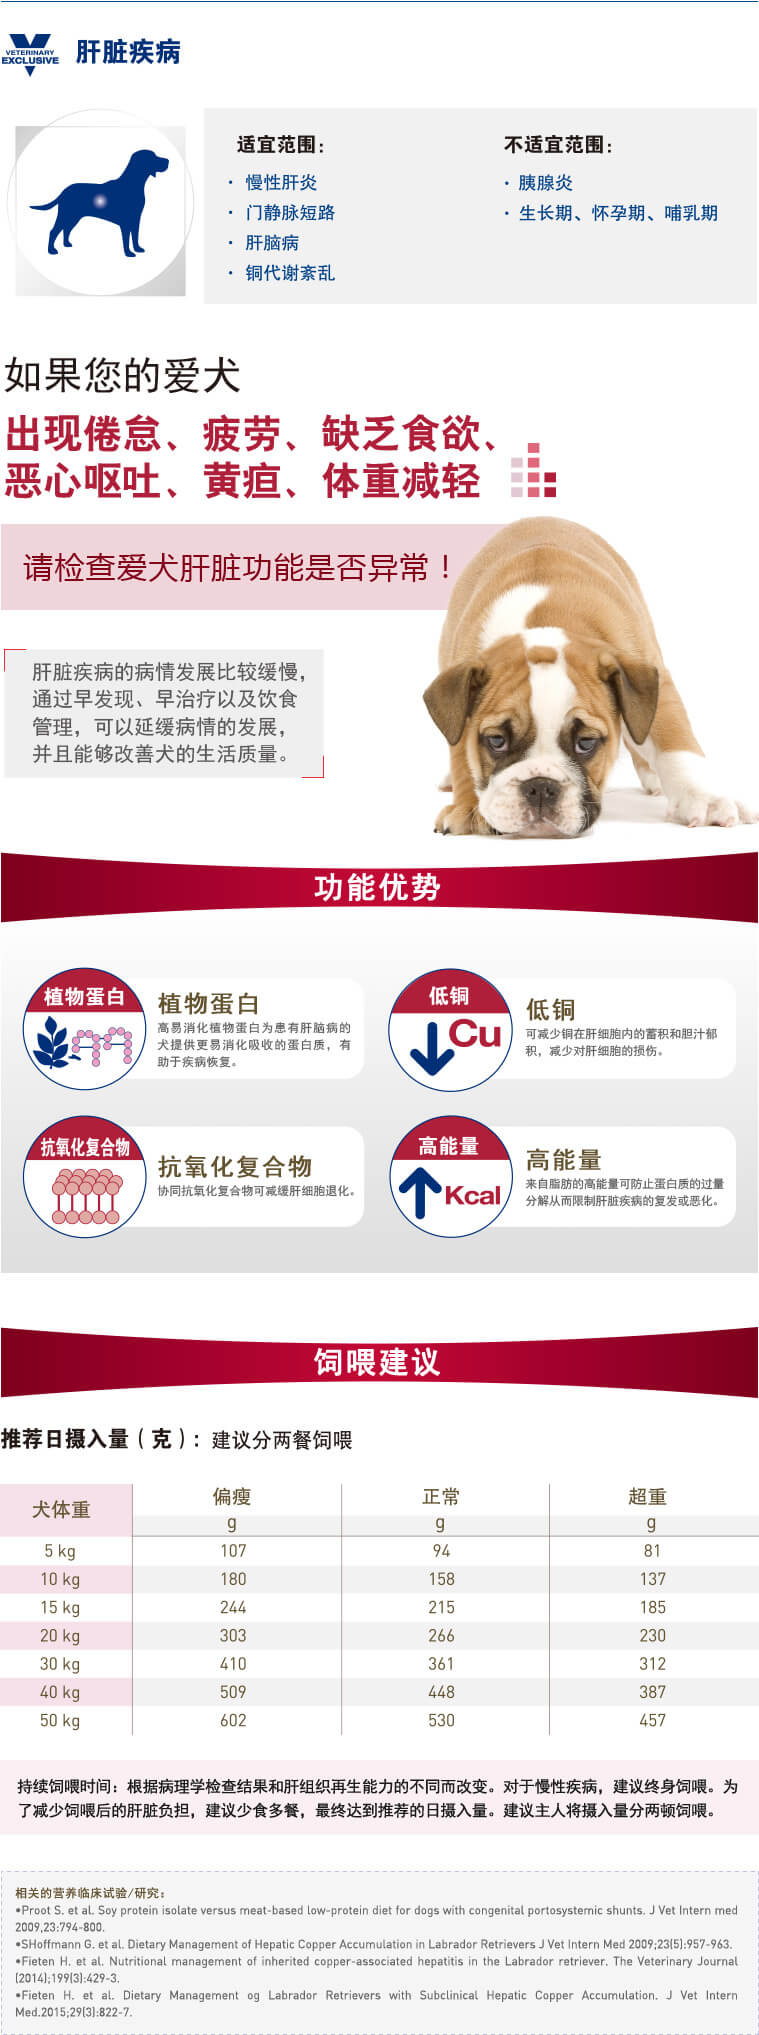 VETERINARY
EXCLUSIVE
肝脏疾病
适宜范围：
· 慢性肝炎
· 门静脉短路
· 肝脑病
· 铜代谢紊乱
不适宜范围：
· 胰腺炎
· 生长期、怀孕期、哺乳期
如果您的爱犬
出现倦怠、疲劳、缺乏食欲、
恶心呕吐、黄疸、体重减轻
请检查爱犬肝脏功能是否异常！
肝脏疾病的病情发展比较缓慢，
通过早发现、早治疗以及饮食
管理，可以延缓病情的发展，
并且能够改善犬的生活质量。
功能优势
植物蛋白
植物蛋白
高易消化植物蛋白为患有肝脑病的
犬提供更易消化吸收的蛋白质，有
助于疾病恢复。
低铜
Cu
低铜
可减少铜在肝细胞内的蓄积和胆汁郁
积，减少对肝细胞的损伤。
抗氧化复合物
抗氧化复合物
协同抗氧化复合物可减缓肝细胞退化。
高能量
Kcal
高能量
来自脂肪的高能量可防止蛋白质的过量
分解从而限制肝脏疾病的复发或恶化。
饲喂建议
推荐日摄入量（克）：建议分两餐饲喂
犬体重 偏瘦 正常 超重
g g g
5 kg 107 94 81
10 kg 180 158 137
15 kg 244 215 185
20 kg 303 266 230
30 kg 410 361 312
40 kg 509 448 387
50 kg 602 530 457
持续饲喂时间：根据病理学检查结果和肝组织再生能力的不同而改变。对于慢性疾病，建议终身饲喂。为
了减少饲喂后的肝脏负担，建议少食多餐，最终达到推荐的日摄入量。建议主人将摄入量分两顿饲喂。
相关的营养临床试验/研究：
•Proot S. et al. Soy protein isolate versus meat-based low-protein diet for dogs with congenital portosystemic shunts. J Vet Intern med
2009,23:794-800.
•SHoffmann G. et al. Dietary Management of Hepatic Copper Accumulation in Labrador Retrievers J Vet Intern Med 2009;23(5):957-963.
•Fieten H. et al. Nutritional management of inherited copper-associated hepatitis in the Labrador retriever. The Veterinary Journal
(2014);199(3):429-3.
•Fieten H. et al. Dietary Management og Labrador Retrievers with Subclinical Hepatic Copper Accumulation. J Vet Intern
Med.2015;29(3):822-7.